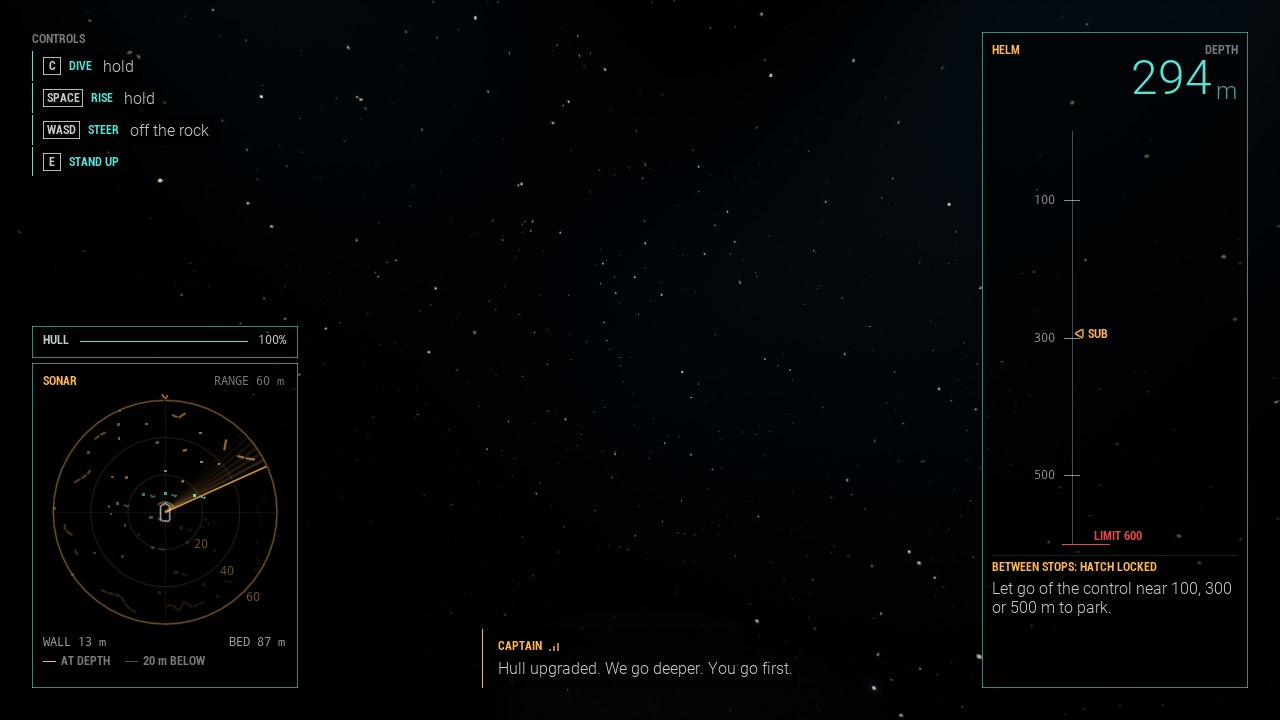 CONTROLS
C DIVE hold
SPACE RISE hold
WASD STEER off the rock
E STAND UP
HULL 100%
SONAR RANGE 60 m
20
40
60
WALL 13 m BED 87 m
AT DEPTH 20 m BELOW
CAPTAIN
Hull upgraded. We go deeper. You go first.
HELM DEPTH
294 m
100
300 SUB
500
LIMIT 600
BETWEEN STOPS: HATCH LOCKED
Let go of the control near 100, 300
or 500 m to park.